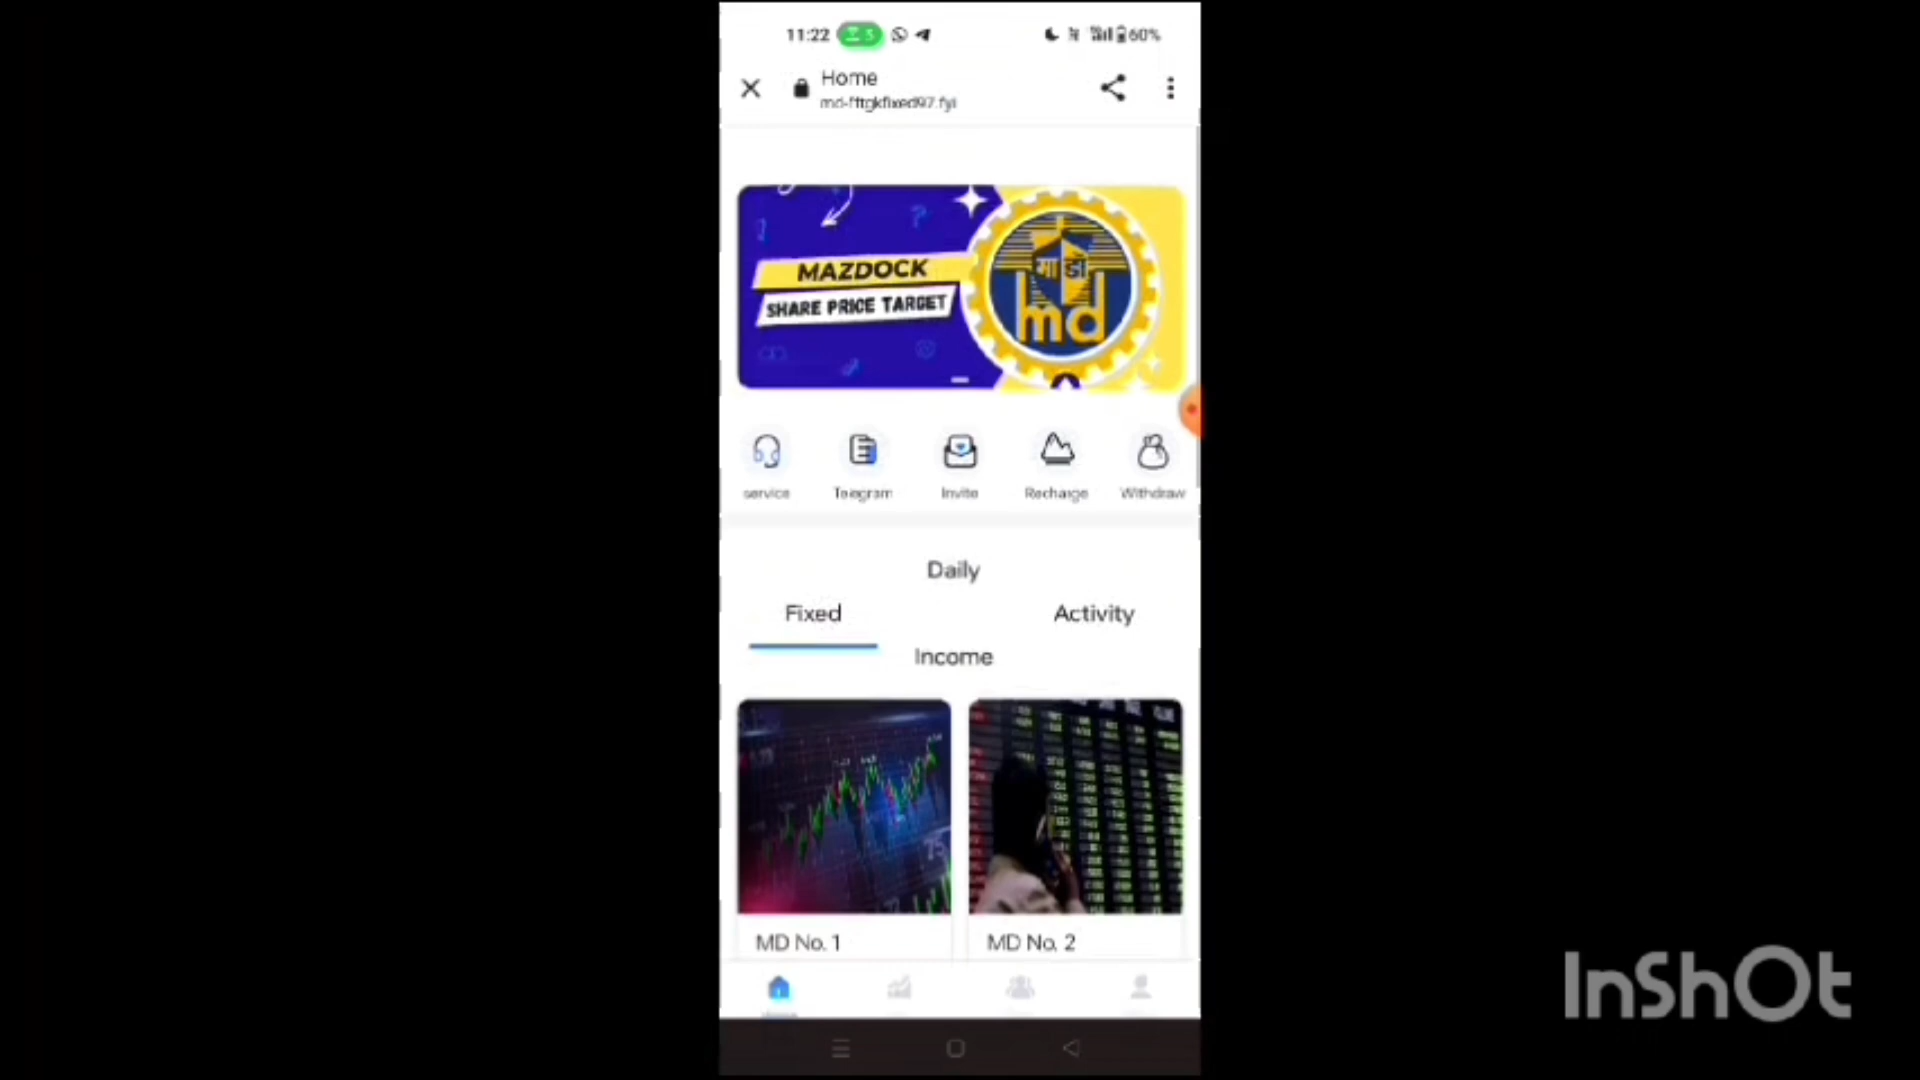 11:22
60%
Home
MAZDOCK
SHARE PRICE TARGET
माडॉ
md
service
Telegram
Invite
Recharge
Withdraw
Daily
Fixed
Activity
Income
MD No. 1
MD No. 2
InShOt